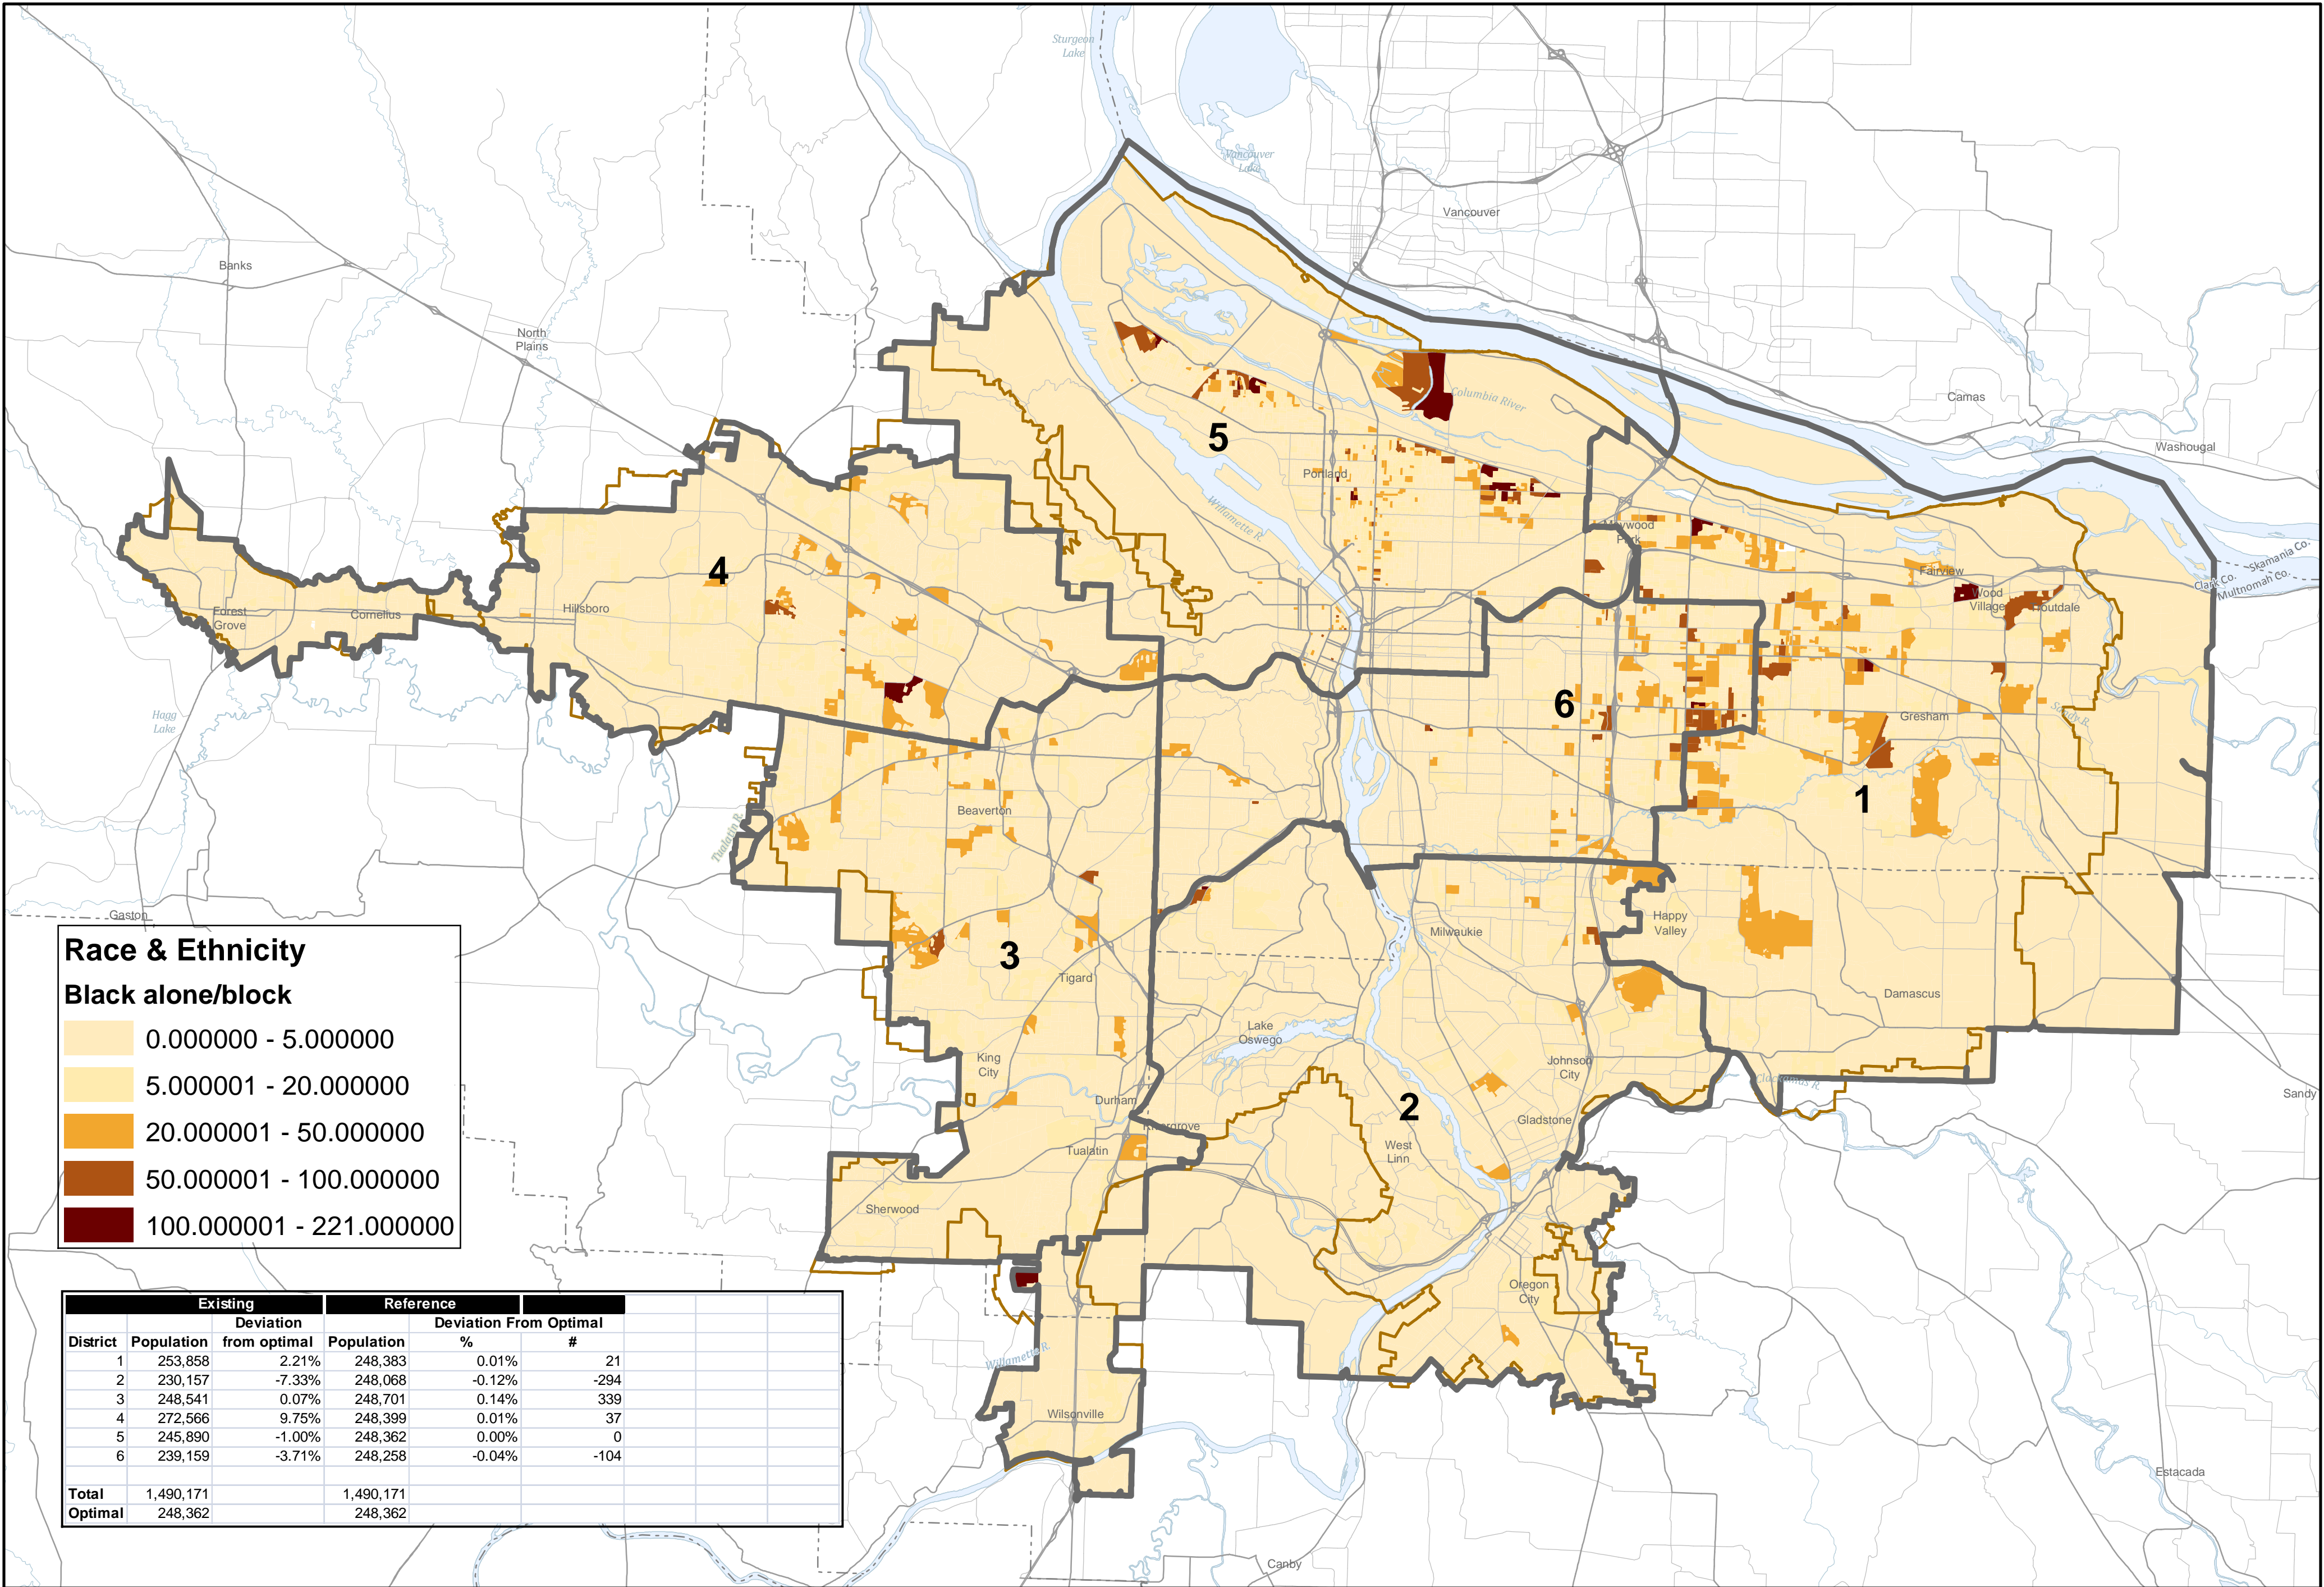 Sturgeon
Lake
Vancouver
Lake
Vancouver
Banks
North
Plains
Camas
Washougal
Columbia River
5
Portland
Willamette R.
Maywood
Park
Skamania Co.
Clark Co.
Multnomah Co.
Fairview
Wood
Village
Troutdale
4
Hillsboro
Forest
Grove
Cornelius
Hagg
Lake
6
Gresham
Sandy R.
1
Beaverton
Tualatin R.
Gaston
Happy
Valley
Milwaukie
3
Tigard
Damascus
Lake
Oswego
King
City
Johnson
City
Clackamas R.
Sandy
Durham
2
Rivergrove
Gladstone
Tualatin
West
Linn
Sherwood
Oregon
City
Willamette R.
Wilsonville
Estacada
Canby
Race & Ethnicity
Black alone/block
0.000000 - 5.000000
5.000001 - 20.000000
20.000001 - 50.000000
50.000001 - 100.000000
100.000001 - 221.000000
Existing Reference
Deviation Deviation From Optimal
District Population from optimal Population % #
1 253,858 2.21% 248,383 0.01% 21
2 230,157 -7.33% 248,068 -0.12% -294
3 248,541 0.07% 248,701 0.14% 339
4 272,566 9.75% 248,399 0.01% 37
5 245,890 -1.00% 248,362 0.00% 0
6 239,159 -3.71% 248,258 -0.04% -104
Total 1,490,171 1,490,171
Optimal 248,362 248,362